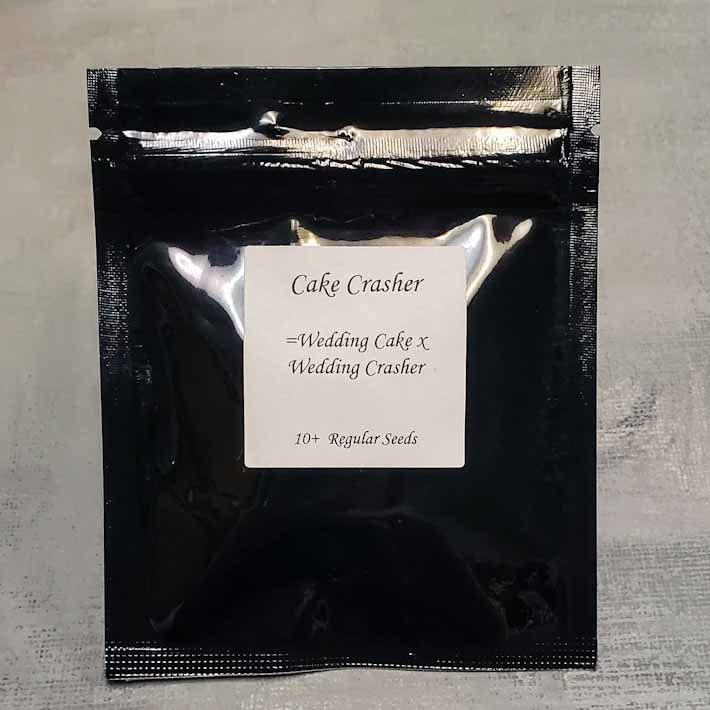 Cake Crasher
=Wedding Cake x
Wedding Crasher
10+ Regular Seeds